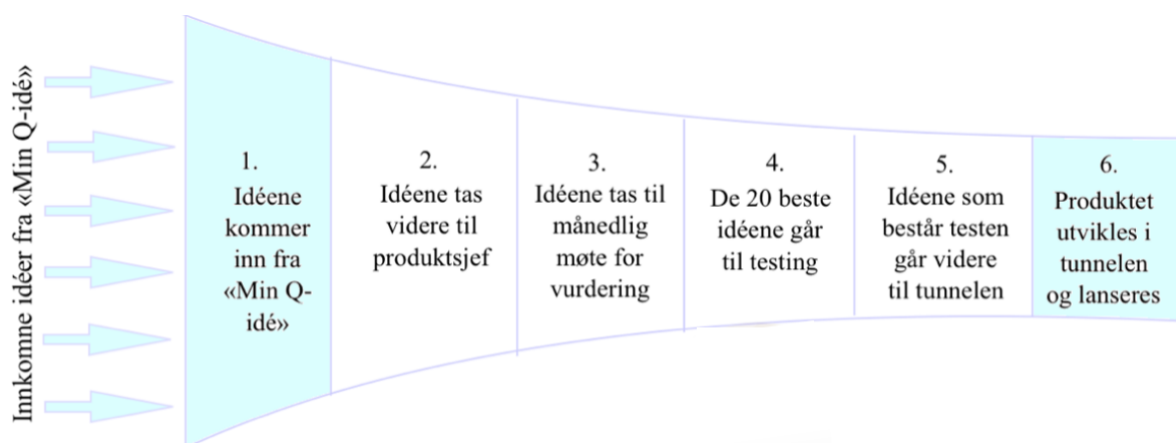 Innkomne idéer fra «Min Q-idé»
1.
Idéene
kommer
inn fra
«Min Q-
idé»
2.
Idéene tas
videre til
produktsjef
3.
Idéene tas til
månedlig
møte for
vurdering
4.
De 20 beste
idéene går
til testing
5.
Idéene som
består testen
går videre
til tunnelen
6.
Produktet
utvikles i
tunnelen
og lanseres